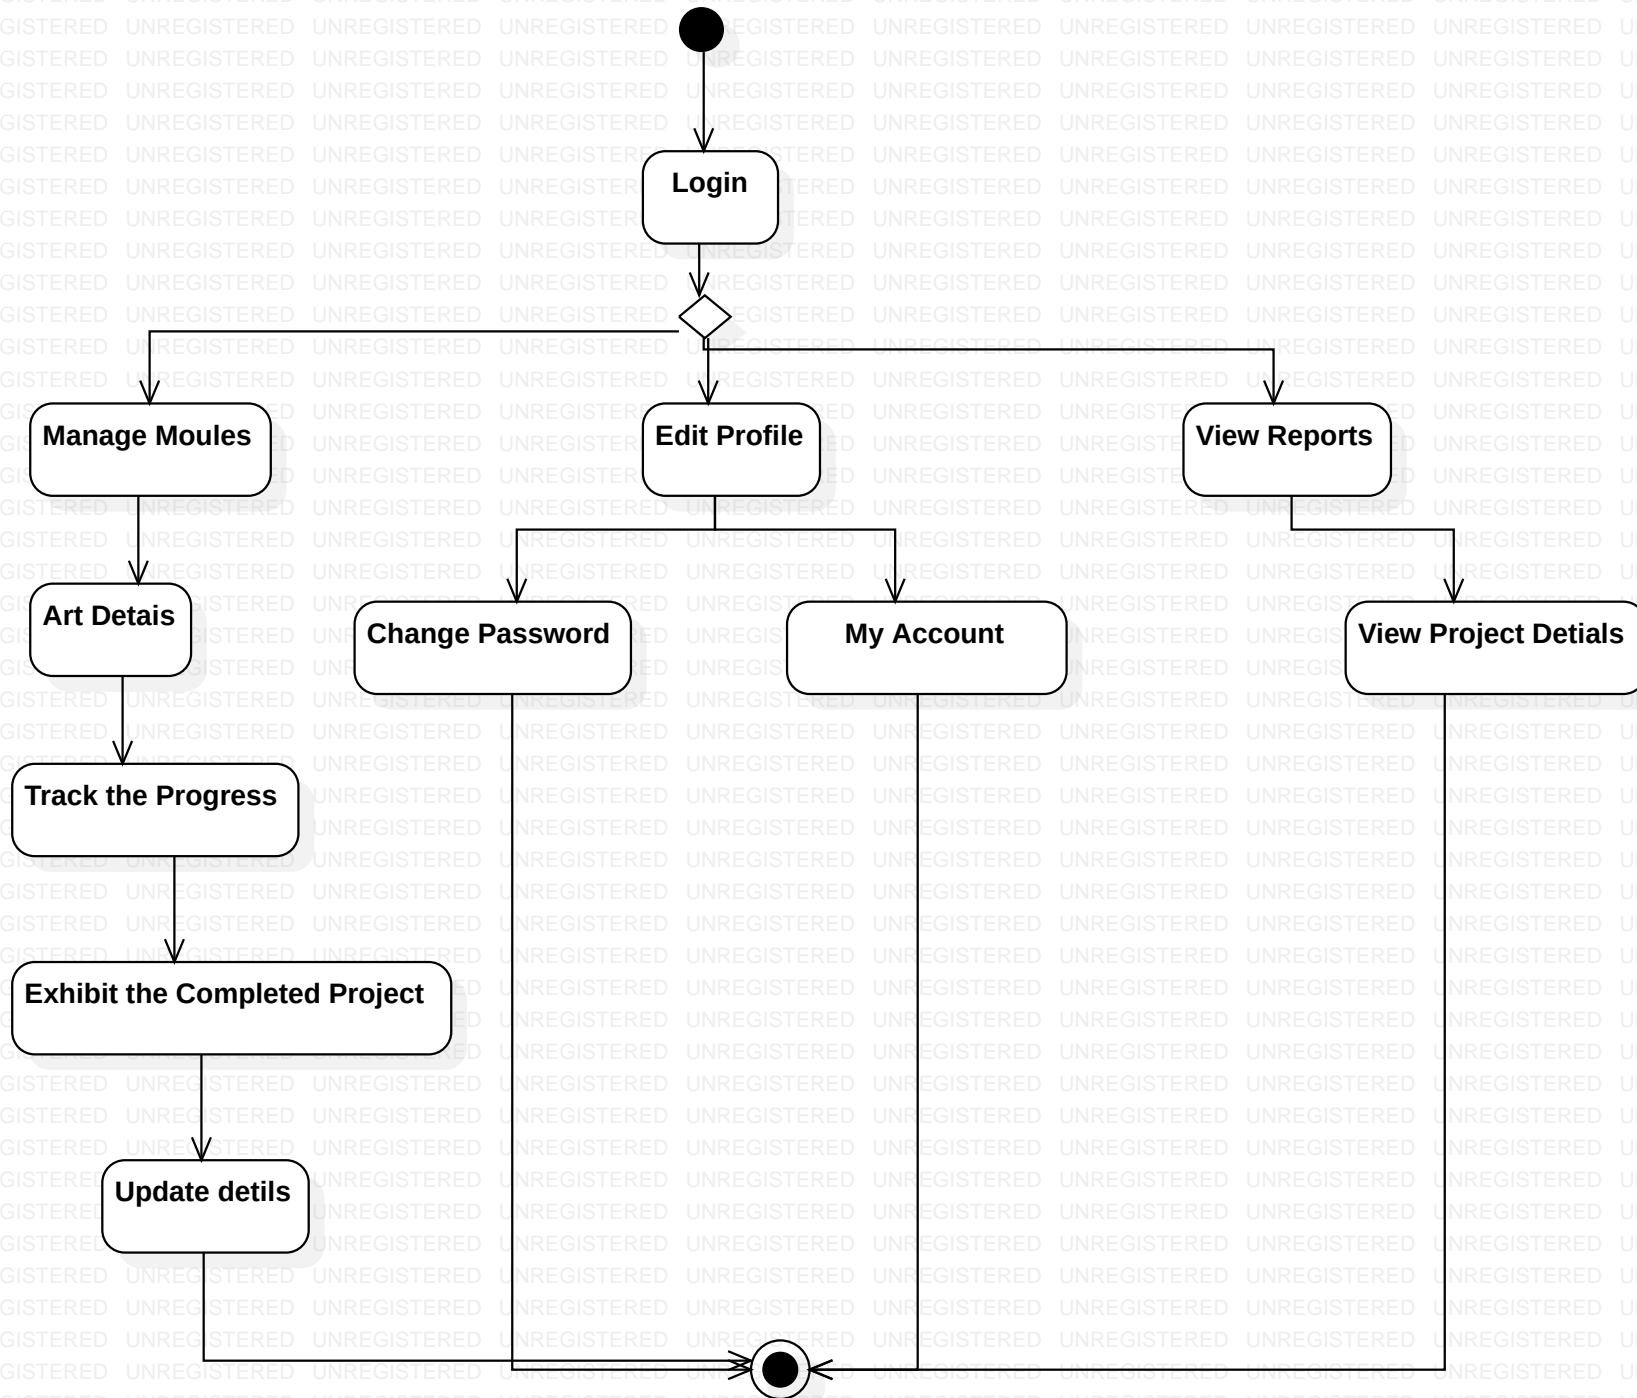 Login
Manage Moules
Edit Profile
View Reports
Art Detais
Change Password
My Account
View Project Detials
Track the Progress
Exhibit the Completed Project
Update detils
UNREGISTERED